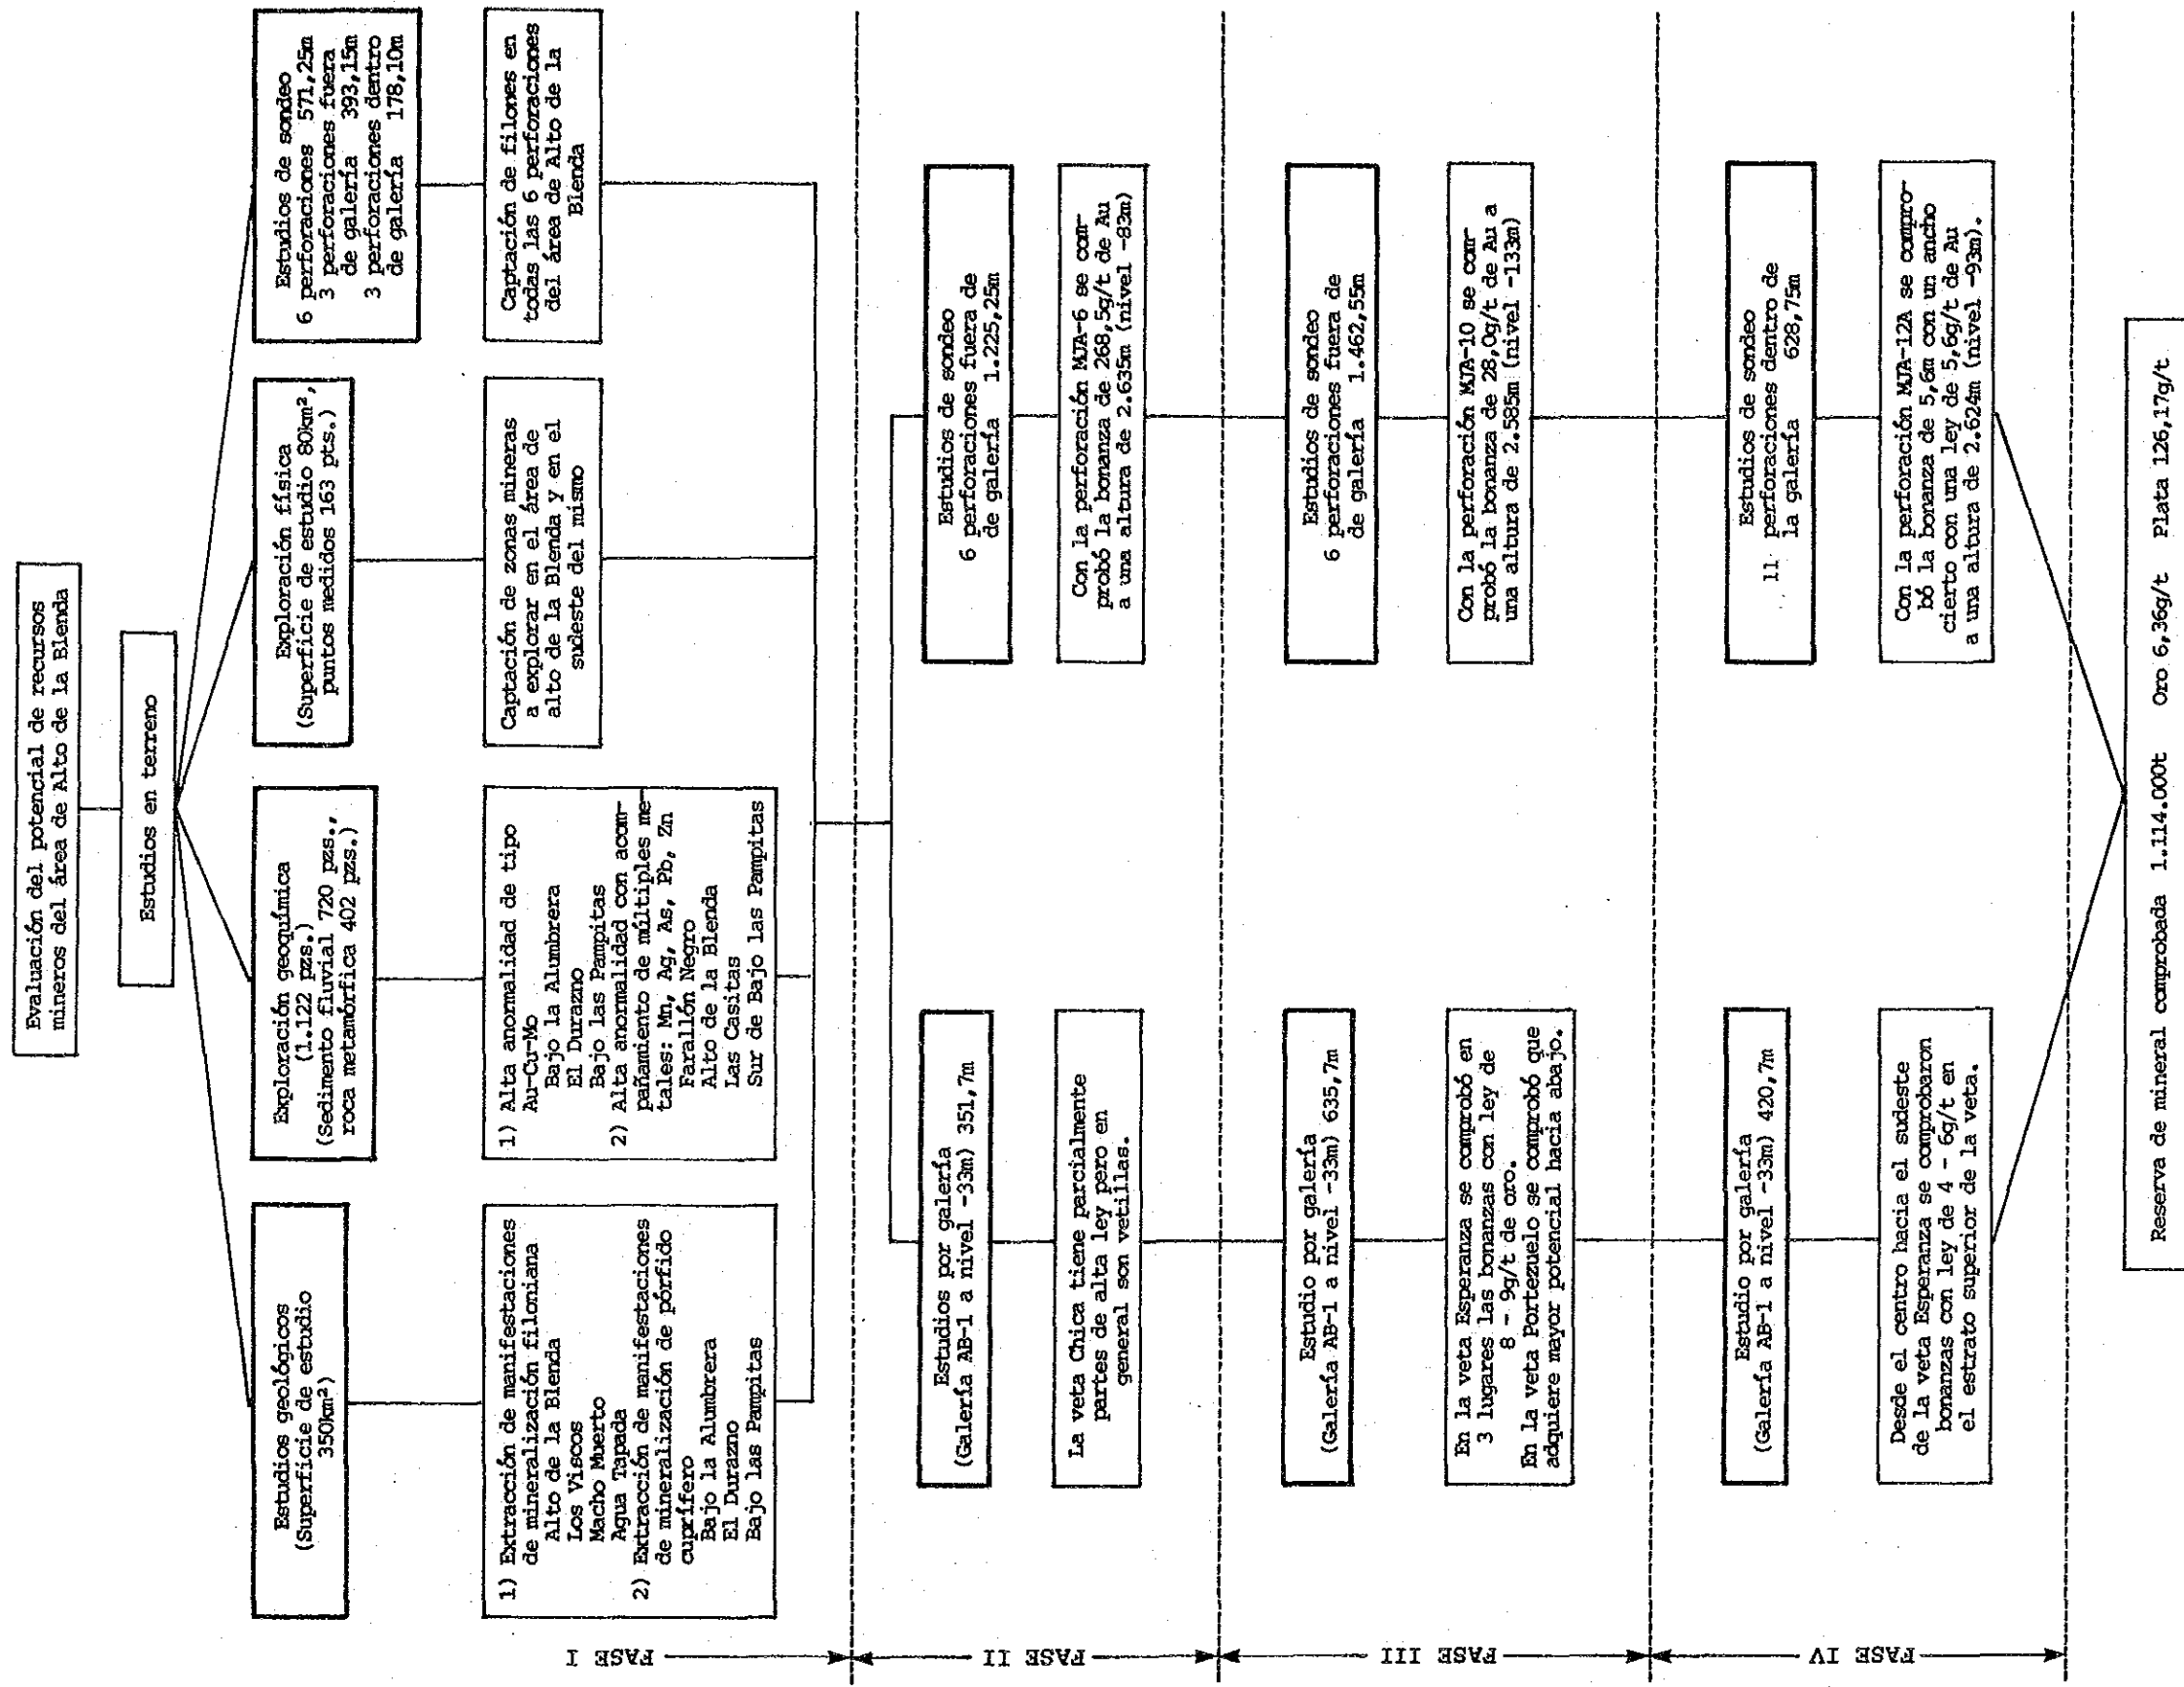 Evaluación del potencial de recursos
mineros del área de Alto de la Blenda
Estudios en terreno
FASE I
Estudios geológicos
(Superficie de estudio
350km²)
1) Extracción de manifestaciones
de mineralización filoniana
Alto de la Blenda
Los Viscos
Macho Muerto
Agua Tapada
2) Extracción de manifestaciones
de mineralización de pórfido
cuprífero
Bajo la Alumbrera
El Durazno
Bajo las Pampitas
Exploración geoquímica
(1.122 pzs.)
(Sedimento fluvial 720 pzs.,
roca metamórfica 402 pzs.)
1) Alta anormalidad de tipo
Au-Cu-Mo
Bajo la Alumbrera
El Durazno
Bajo las Pampitas
2) Alta anormalidad con acom-
pañamiento de múltiples me-
tales: Mn, Ag, As, Pb, Zn
Farallón Negro
Alto de la Blenda
Las Casitas
Sur de Bajo las Pampitas
Exploración física
(Superficie de estudio 80km²,
puntos medidos 163 pts.)
Captación de zonas mineras
a explorar en el área de
alto de la Blenda y en el
sudeste del mismo
Estudios de sondeo
6 perforaciones 571,25m
3 perforaciones fuera
de galería 393,15m
3 perforaciones dentro
de galería 178,10m
Captación de filones en
todas las 6 perforaciones
del área de Alto de la
Blenda
FASE II
Estudios por galería
(Galería AB-1 a nivel -33m) 351,7m
La veta Chica tiene parcialmente
partes de alta ley pero en
general son vetillas.
Estudios de sondeo
6 perforaciones fuera de
de galería 1.225,25m
Con la perforación MJA-6 se com-
probó la bonanza de 268,5g/t de Au
a una altura de 2.635m (nivel -83m)
FASE III
Estudio por galería
(Galería AB-1 a nivel -33m) 635,7m
En la veta Esperanza se comprobó en
3 lugares las bonanzas con ley de
8 - 9g/t de oro.
En la veta Portezuelo se comprobó que
adquiere mayor potencial hacia abajo.
Estudios de sondeo
6 perforaciones fuera de
de galería 1.462,55m
Con la perforación MJA-10 se com-
probó la bonanza de 28,0g/t de Au a
una altura de 2.585m (nivel -133m)
FASE IV
Estudio por galería
(Galería AB-1 a nivel -33m) 420,7m
Desde el centro hacia el sudeste
de la veta Esperanza se comprobaron
bonanzas con ley de 4 - 6g/t en
el estrato superior de la veta.
Estudios de sondeo
11 perforaciones dentro de
la galería 628,75m
Con la perforación MJA-12A se compro-
bó la bonanza de 5,6m con un ancho
cierto con una ley de 5,6g/t de Au
a una altura de 2.624m (nivel -93m).
Reserva de mineral comprobada 1.114.000t Oro 6,36g/t Plata 126,17g/t